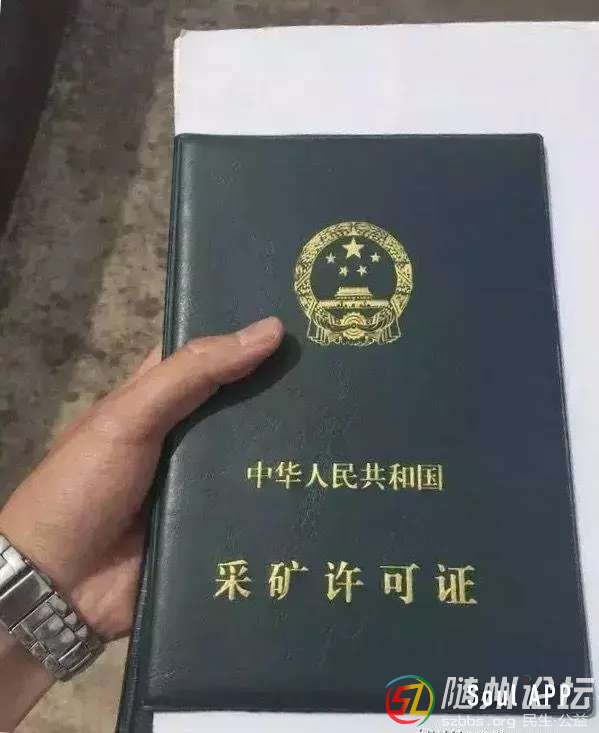 中华人民共和国
采矿许可证
随州论坛
Soul APP
szbbs.org 民生·公益